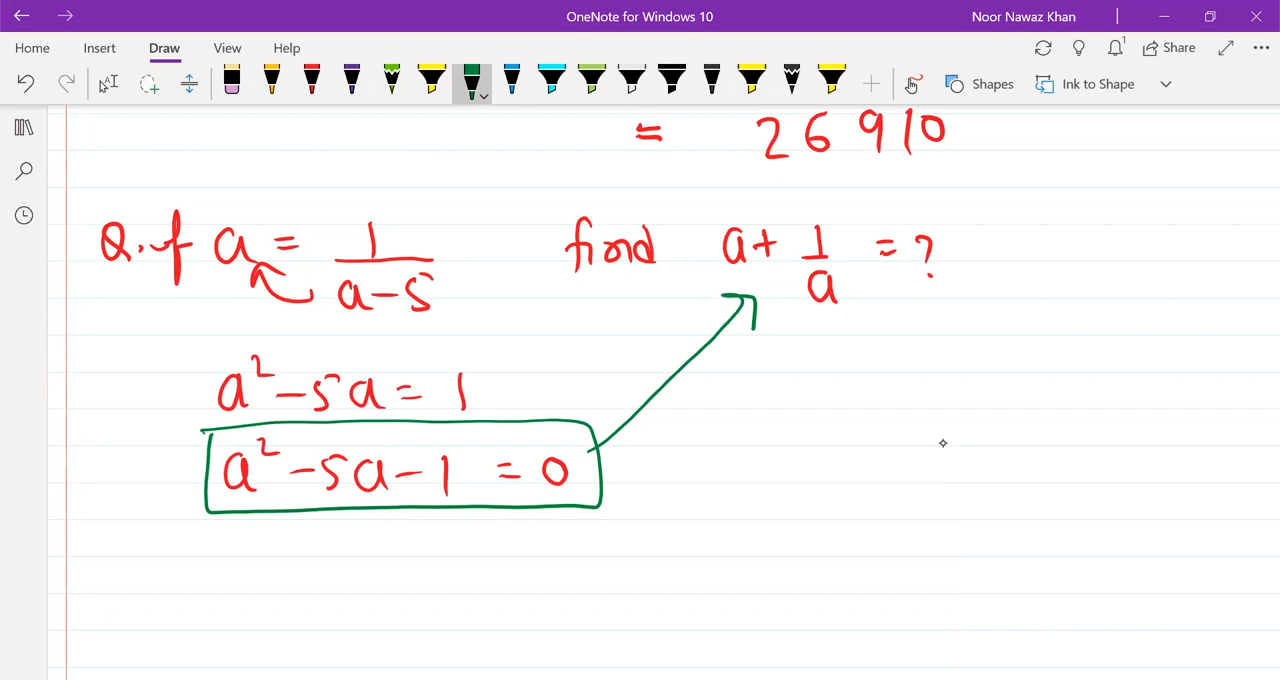 OneNote for Windows 10
Noor Nawaz Khan
Home Insert Draw View Help
1
Share
Shapes Ink to Shape
= 26910
Q. if a = 1/(a-5) find a + 1/a = ?
a² - 5a = 1
a² - 5a - 1 = 0